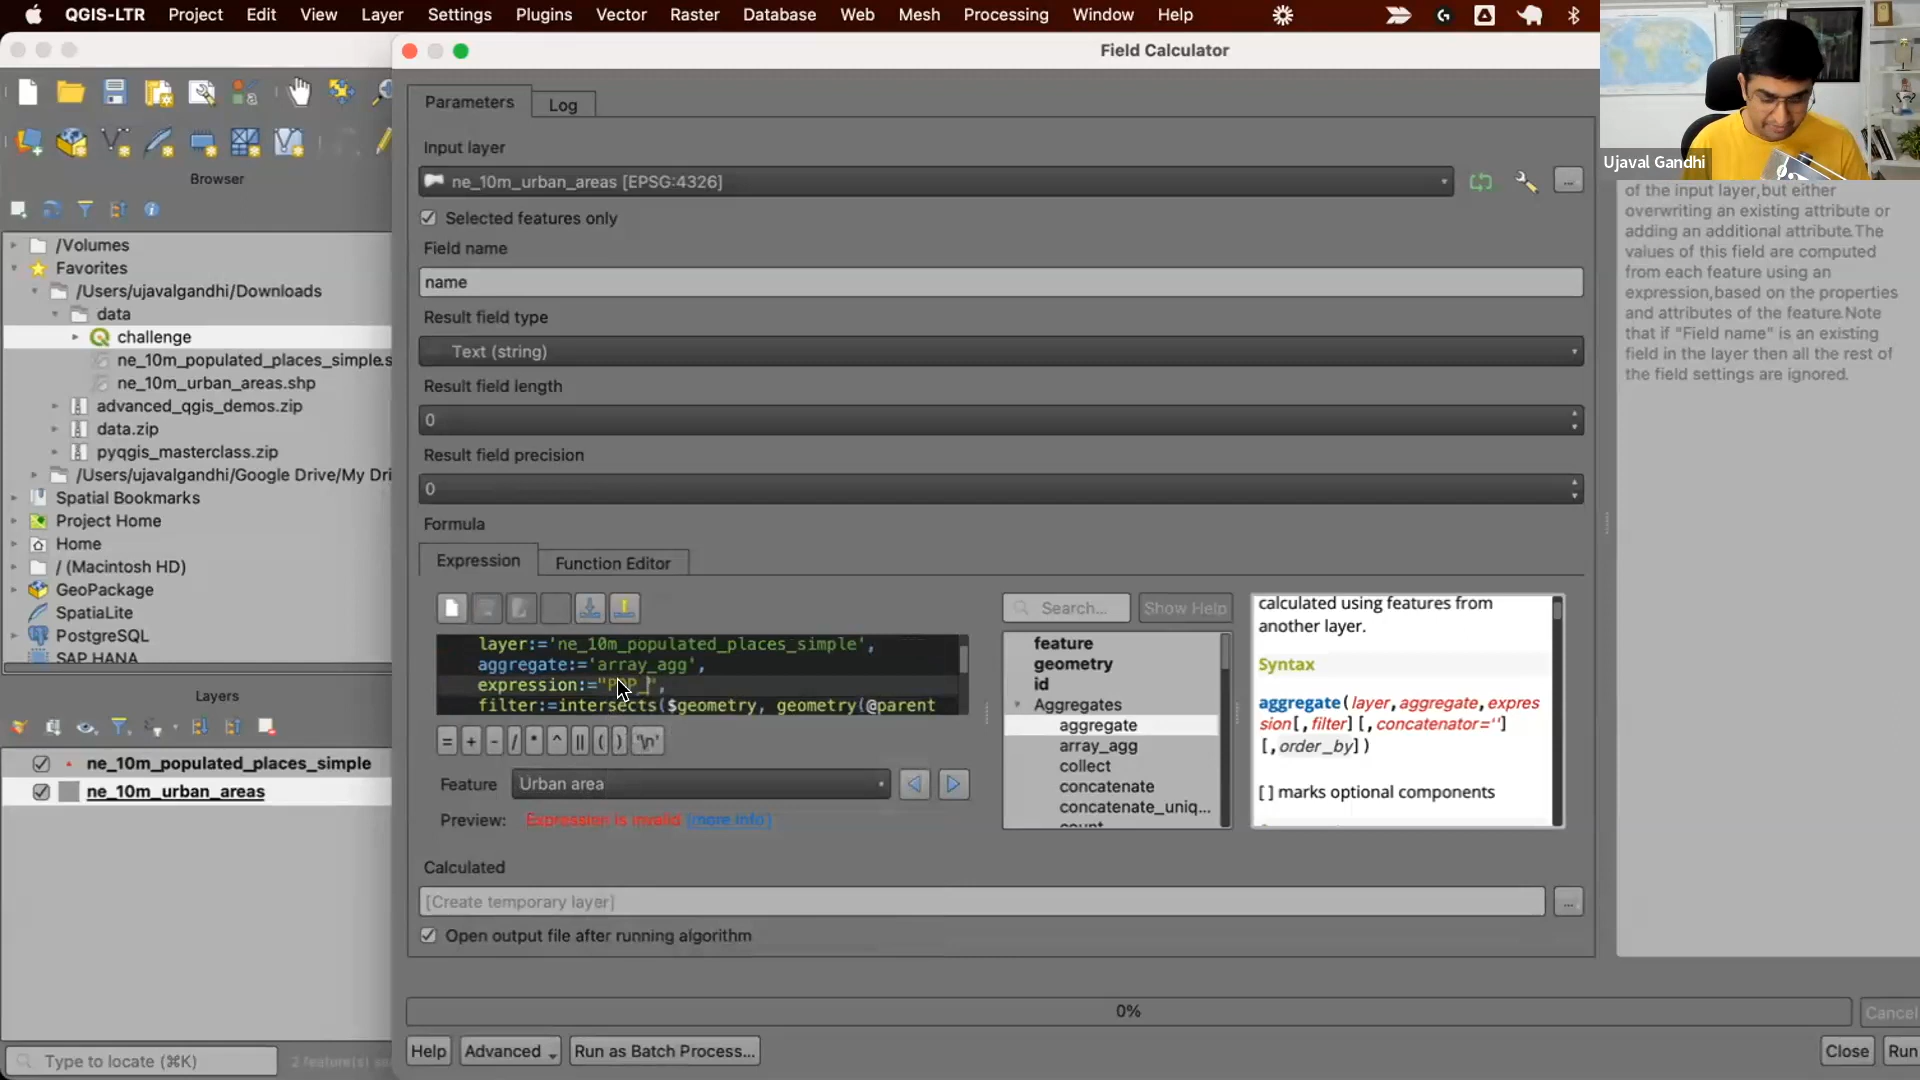 QGIS-LTR Project Edit View Layer Settings Plugins Vector Raster Database Web Mesh Processing Window Help
Field Calculator
Ujaval Gandhi
Browser
/Volumes
Favorites
/Users/ujavalgandhi/Downloads
data
challenge
ne_10m_populated_places_simple.s
ne_10m_urban_areas.shp
advanced_qgis_demos.zip
data.zip
pyqgis_masterclass.zip
/Users/ujavalgandhi/Google Drive/My Dri
Spatial Bookmarks
Project Home
Home
/ (Macintosh HD)
GeoPackage
SpatiaLite
PostgreSQL
SAP HANA
Layers
ne_10m_populated_places_simple
ne_10m_urban_areas
Type to locate (⌘K)
Parameters Log
Input layer
ne_10m_urban_areas [EPSG:4326]
...
Selected features only
Field name
name
Result field type
Text (string)
Result field length
0
Result field precision
0
Formula
Expression Function Editor
layer:='ne_10m_populated_places_simple',
aggregate:='array_agg',
expression:="POP_",
filter:=intersects($geometry, geometry(@parent
= + - / * ^ || ( ) '\n'
Feature Urban area
Preview: Expression is invalid (more info)
Search... Show Help
feature
geometry
id
Aggregates
aggregate
array_agg
collect
concatenate
concatenate_uniq...
count
calculated using features from
another layer.
Syntax
aggregate(layer,aggregate,expres
sion[,filter][,concatenator='']
[,order_by])
[ ] marks optional components
Calculated
[Create temporary layer]
...
Open output file after running algorithm
0%
Cancel
Help Advanced Run as Batch Process...
Close Run
of the input layer,but either
overwriting an existing attribute or
adding an additional attribute.The
values of this field are computed
from each feature using an
expression,based on the properties
and attributes of the feature.Note
that if "Field name" is an existing
field in the layer then all the rest of
the field settings are ignored.